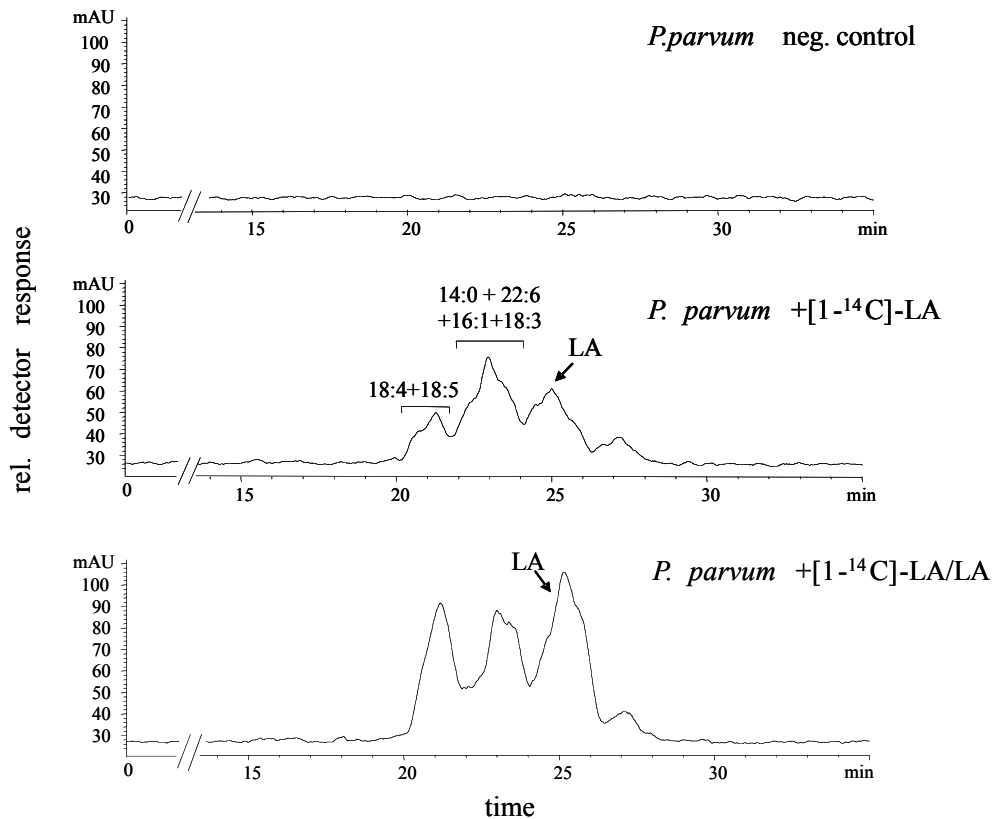 mAU
P.parvum neg. control
100
90
80
70
60
50
40
30
0 15 20 25 30 min
rel. detector response
mAU
14:0 + 22:6
+16:1+18:3
P. parvum +[1-¹⁴C]-LA
LA
18:4+18:5
100
90
80
70
60
50
40
30
0 15 20 25 30 min
mAU
LA
P. parvum +[1-¹⁴C]-LA/LA
100
90
80
70
60
50
40
30
0 15 20 25 30 min
time